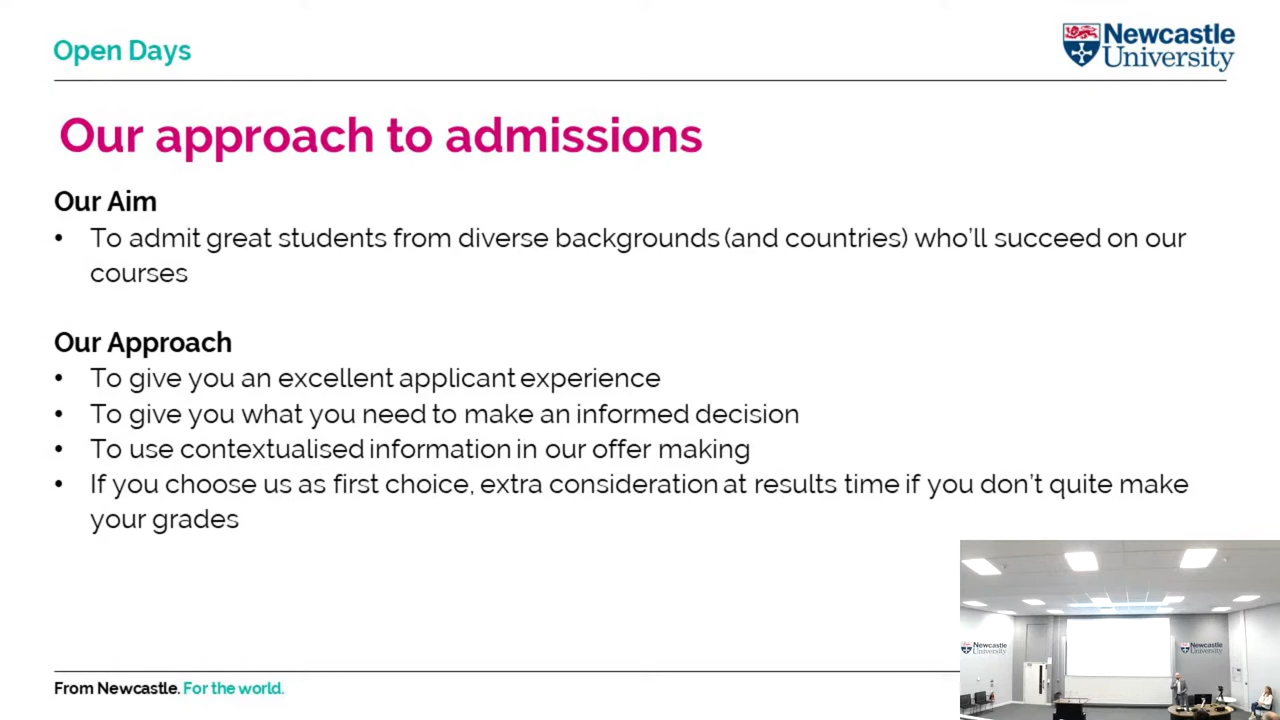 Open Days
Newcastle
University
Our approach to admissions
Our Aim
• To admit great students from diverse backgrounds (and countries) who'll succeed on our
courses
Our Approach
• To give you an excellent applicant experience
• To give you what you need to make an informed decision
• To use contextualised information in our offer making
• If you choose us as first choice, extra consideration at results time if you don't quite make
your grades
From Newcastle. For the world.
Newcastle
University
Newcastle
University